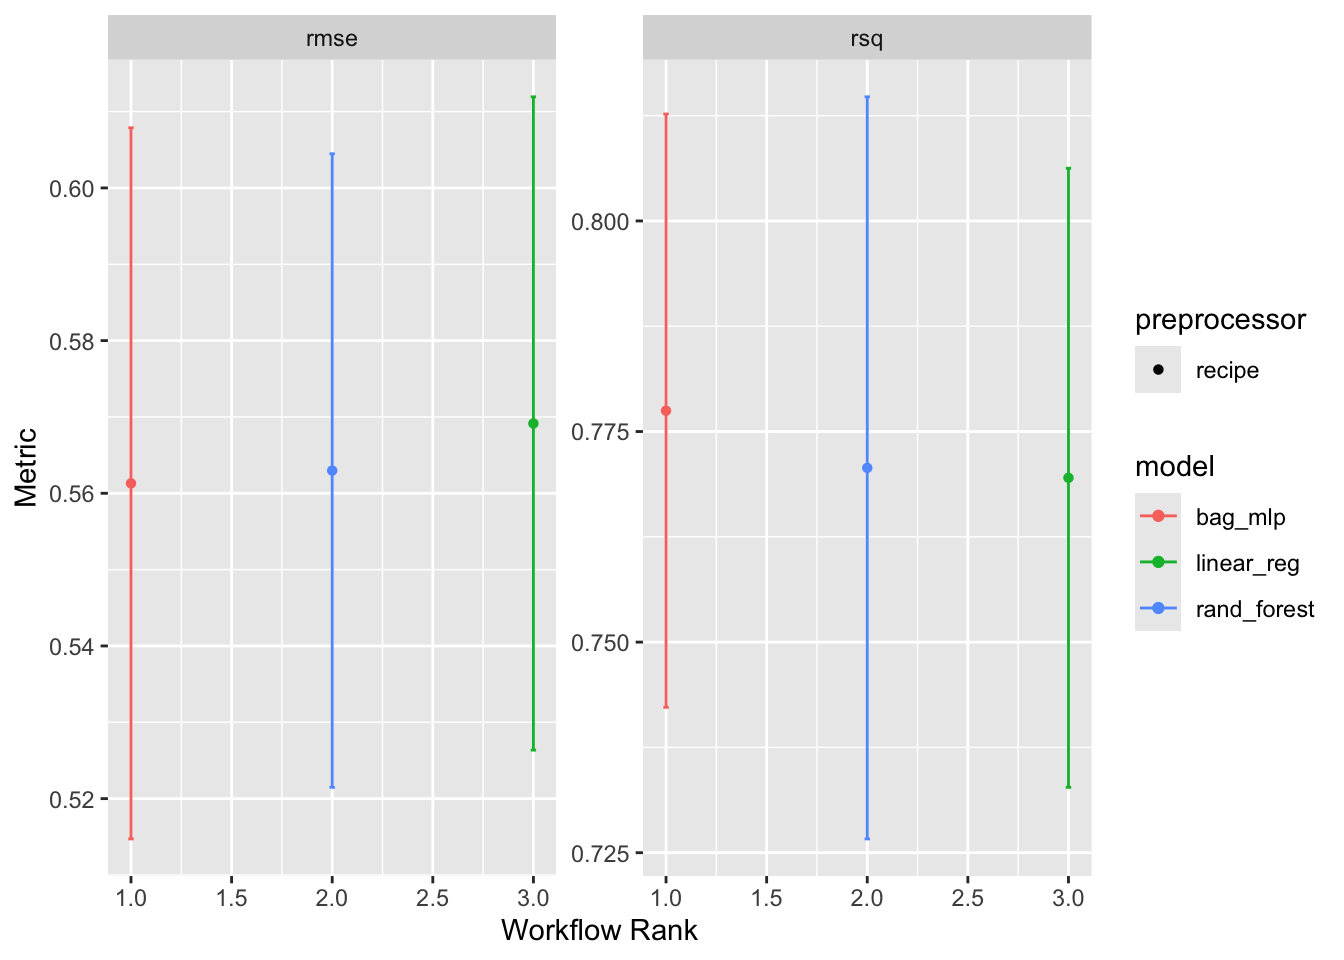 rmse
rsq
Metric
0.60
0.58
0.56
0.54
0.52
0.800
0.775
0.750
0.725
1.0 1.5 2.0 2.5 3.0
1.0 1.5 2.0 2.5 3.0
Workflow Rank
preprocessor
recipe
model
bag_mlp
linear_reg
rand_forest